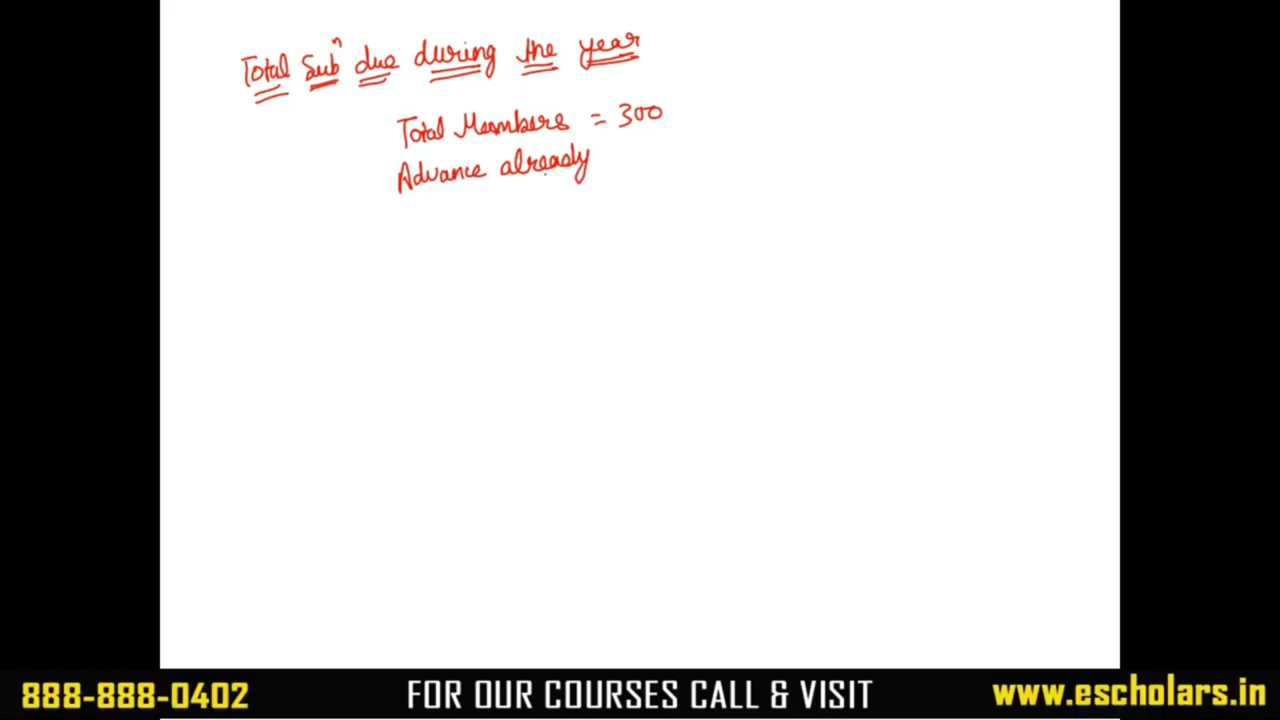 Total Subⁿ due during the year
Total Members = 300
Advance already
888-888-0402
FOR OUR COURSES CALL & VISIT
www.escholars.in